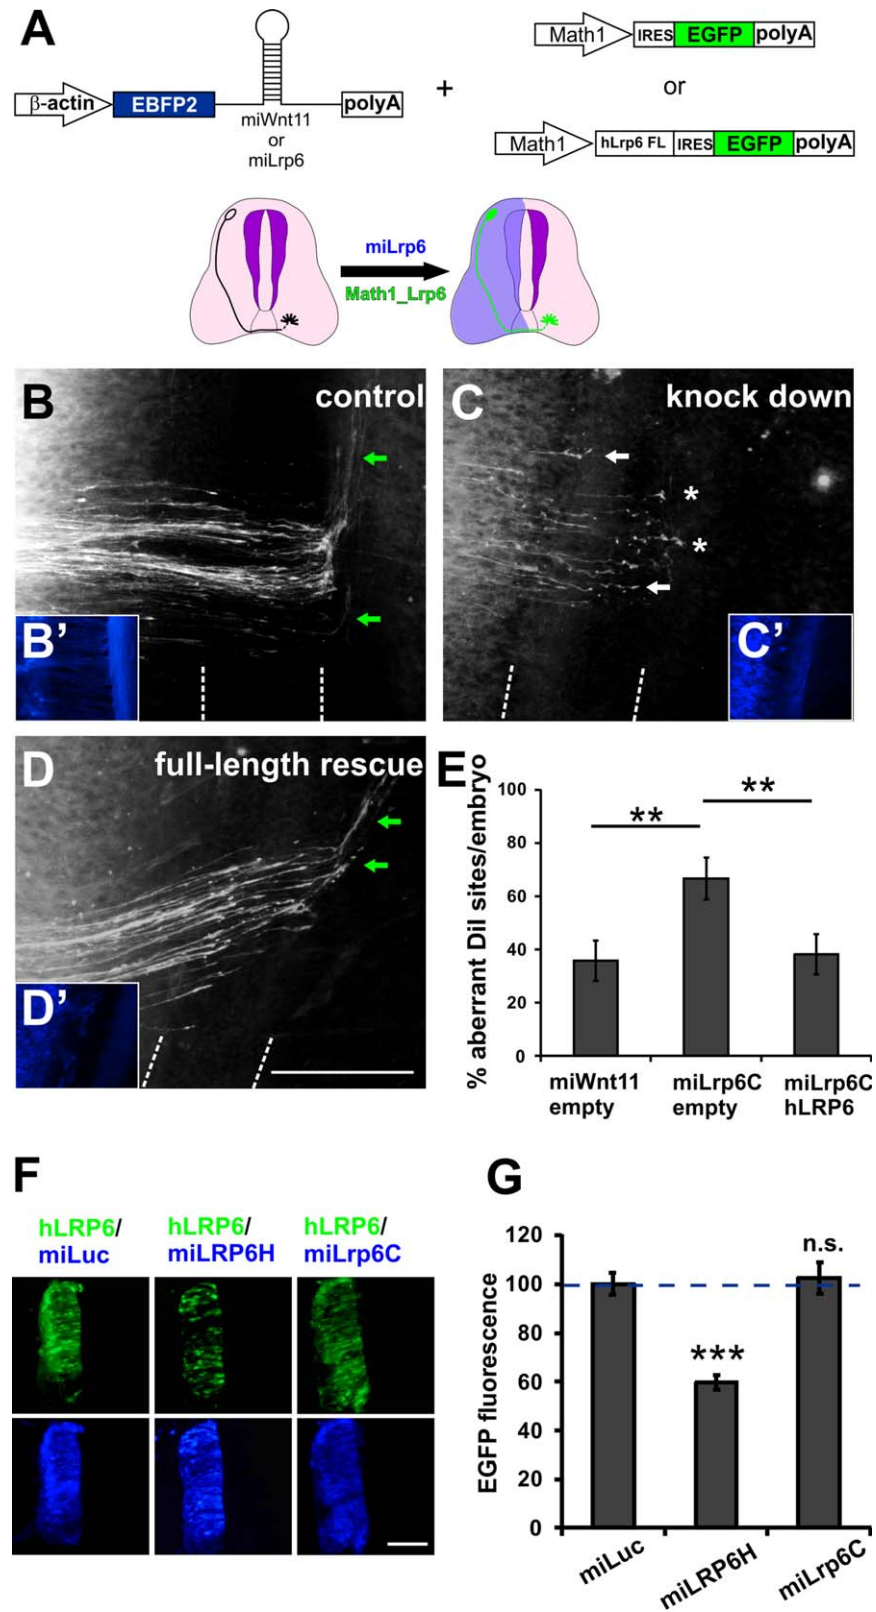 A
Math1 IRES EGFP polyA
β-actin EBFP2 polyA
+
or
miWnt11
or
miLrp6
Math1 hLrp6 FL IRES EGFP polyA
miLrp6
Math1_Lrp6
B control
B'
C knock down
*
*
C'
D full-length rescue
D'
E
% aberrant DiI sites/embryo
100
80
60
40
20
0
** **
miWnt11 miLrp6C miLrp6C
empty empty hLRP6
F
hLRP6/ hLRP6/ hLRP6/
miLuc miLRP6H miLrp6C
G
EGFP fluorescence
120
100
80
60
40
20
0
***
n.s.
miLuc miLRP6H miLrp6C